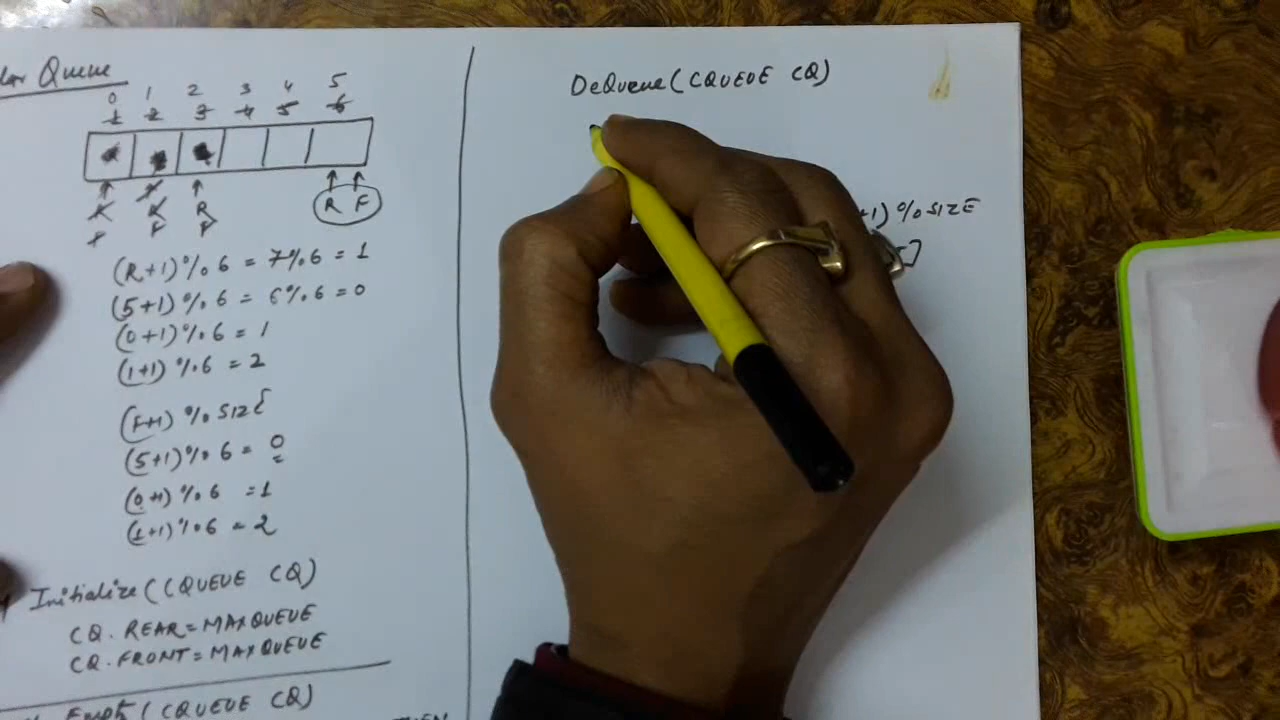 Queue
0 1 2 3 4 5
1 2 3 4 5 6
R F R R R F
F F F
(R+1)%6 = 7%6 = 1
(5+1)%6 = 6%6 = 0
(0+1)%6 = 1
(1+1)%6 = 2
(F+1)%SIZE
(5+1)%6 = 0
(0+1)%6 = 1
(1+1)%6 = 2
Initialize(CQUEUE CQ)
CQ.REAR=MAXQUEUE
CQ.FRONT=MAXQUEUE
Empty(CQUEUE CQ)
THEN
DeQueue(CQUEUE CQ)
+1)%SIZE
]